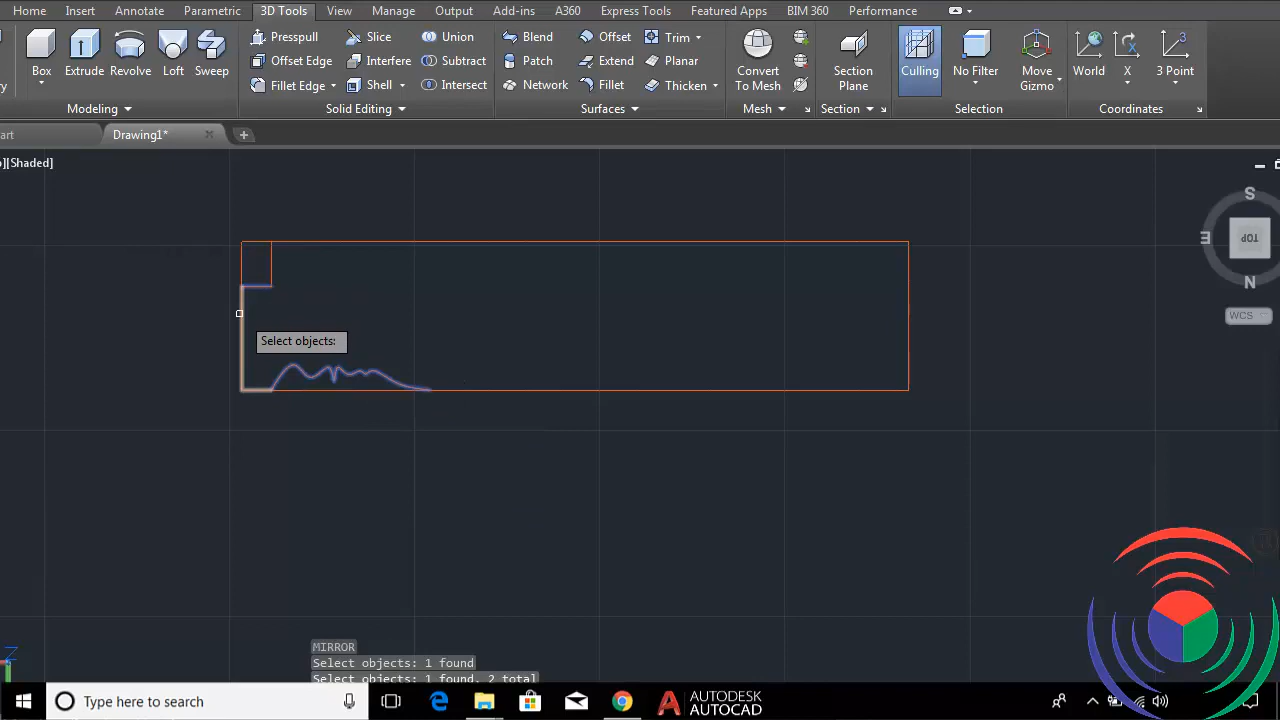 Home Insert Annotate Parametric 3D Tools View Manage Output Add-ins A360 Express Tools Featured Apps BIM 360 Performance
Presspull Slice Union Blend Offset Trim
Offset Edge Interfere Subtract Patch Extend Planar
Fillet Edge Shell Intersect Network Fillet Thicken
Box Extrude Revolve Loft Sweep
Convert To Mesh
Section Plane
Culling No Filter
Move Gizmo
World X 3 Point
Modeling Solid Editing Surfaces Mesh Section Selection Coordinates
art Drawing1*
][Shaded]
S
E TOP
N
WCS
Select objects:
MIRROR
Select objects: 1 found
Select objects: 1 found, 2 total
Z
Type here to search
AUTODESK
AUTOCAD